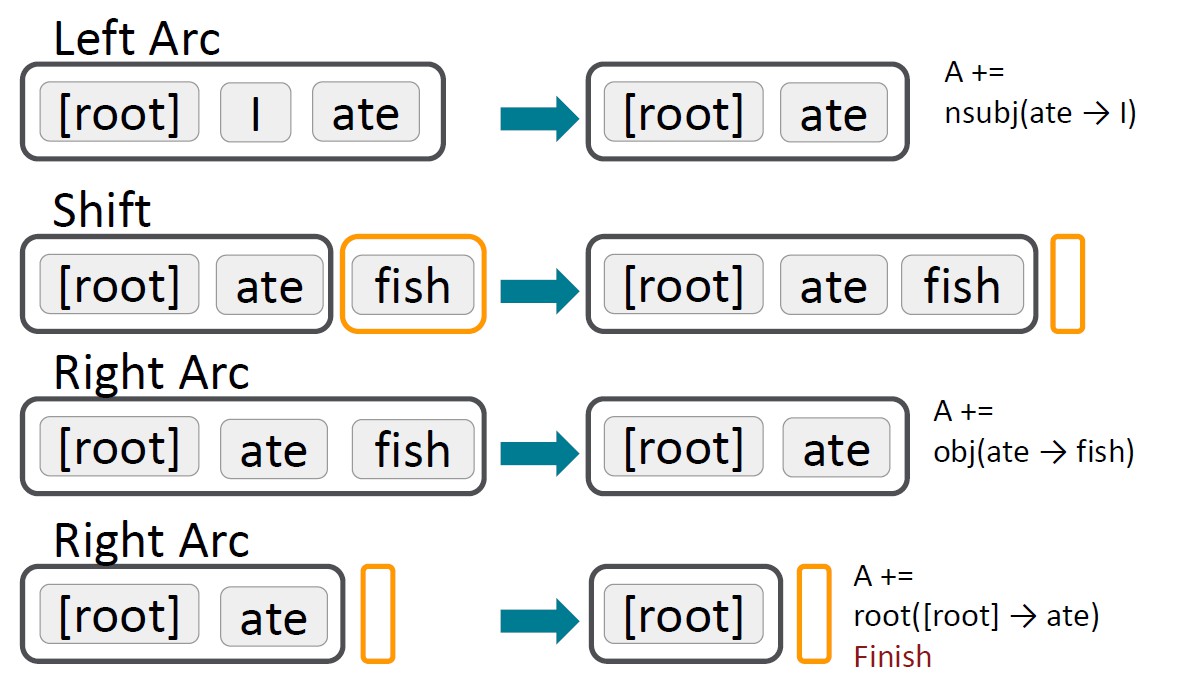 Left Arc
[root] I ate [root] ate
A +=
nsubj(ate → I)
Shift
[root] ate fish [root] ate fish
Right Arc
[root] ate fish [root] ate
A +=
obj(ate → fish)
Right Arc
[root] ate [root]
A +=
root([root] → ate)
Finish